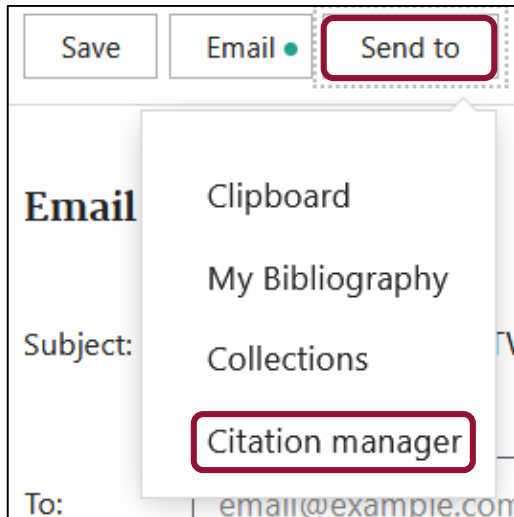 Save Email Send to
Clipboard
Email
My Bibliography
Subject:
Collections
Citation manager
To: email@example.com